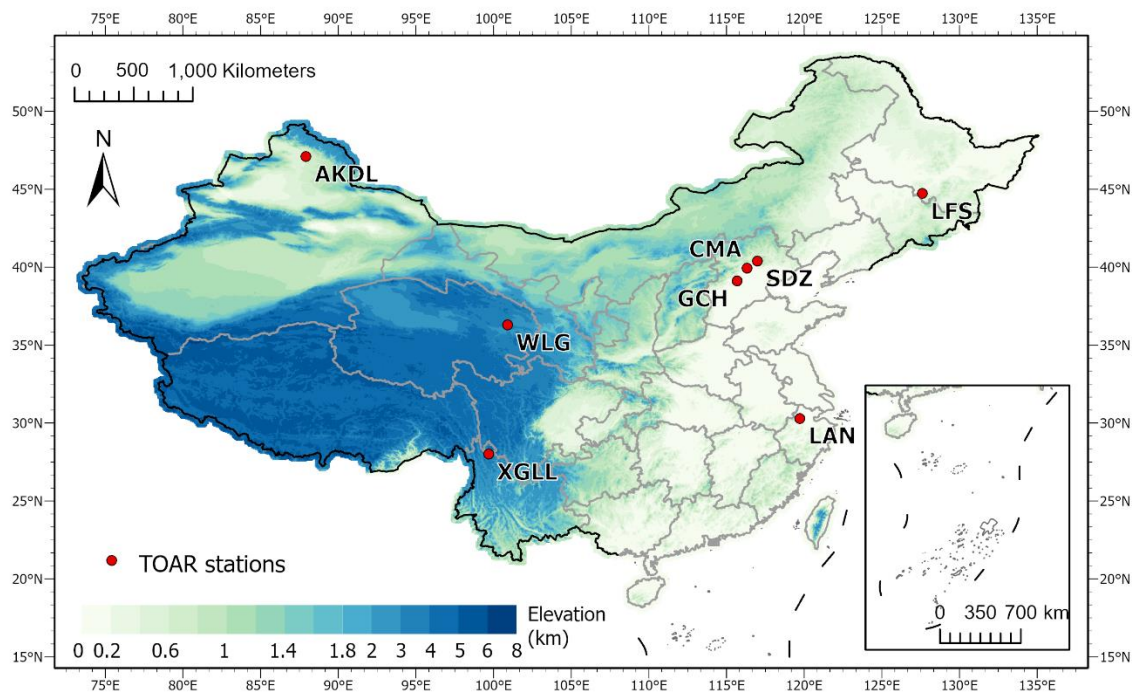 75°E 80°E 85°E 90°E 95°E 100°E 105°E 110°E 115°E 120°E 125°E 130°E 135°E
0 500 1,000 Kilometers
N
50°N 50°N
45°N 45°N
40°N 40°N
35°N 35°N
30°N 30°N
25°N 25°N
20°N 20°N
15°N 15°N
AKDL
LFS
CMA
SDZ
GCH
WLG
LAN
XGLL
TOAR stations
Elevation
(km)
0 0.2 0.6 1 1.4 1.8 2 3 4 5 6 8
0 350 700 km
75°E 80°E 85°E 90°E 95°E 100°E 105°E 110°E 115°E 120°E 125°E 130°E 135°E